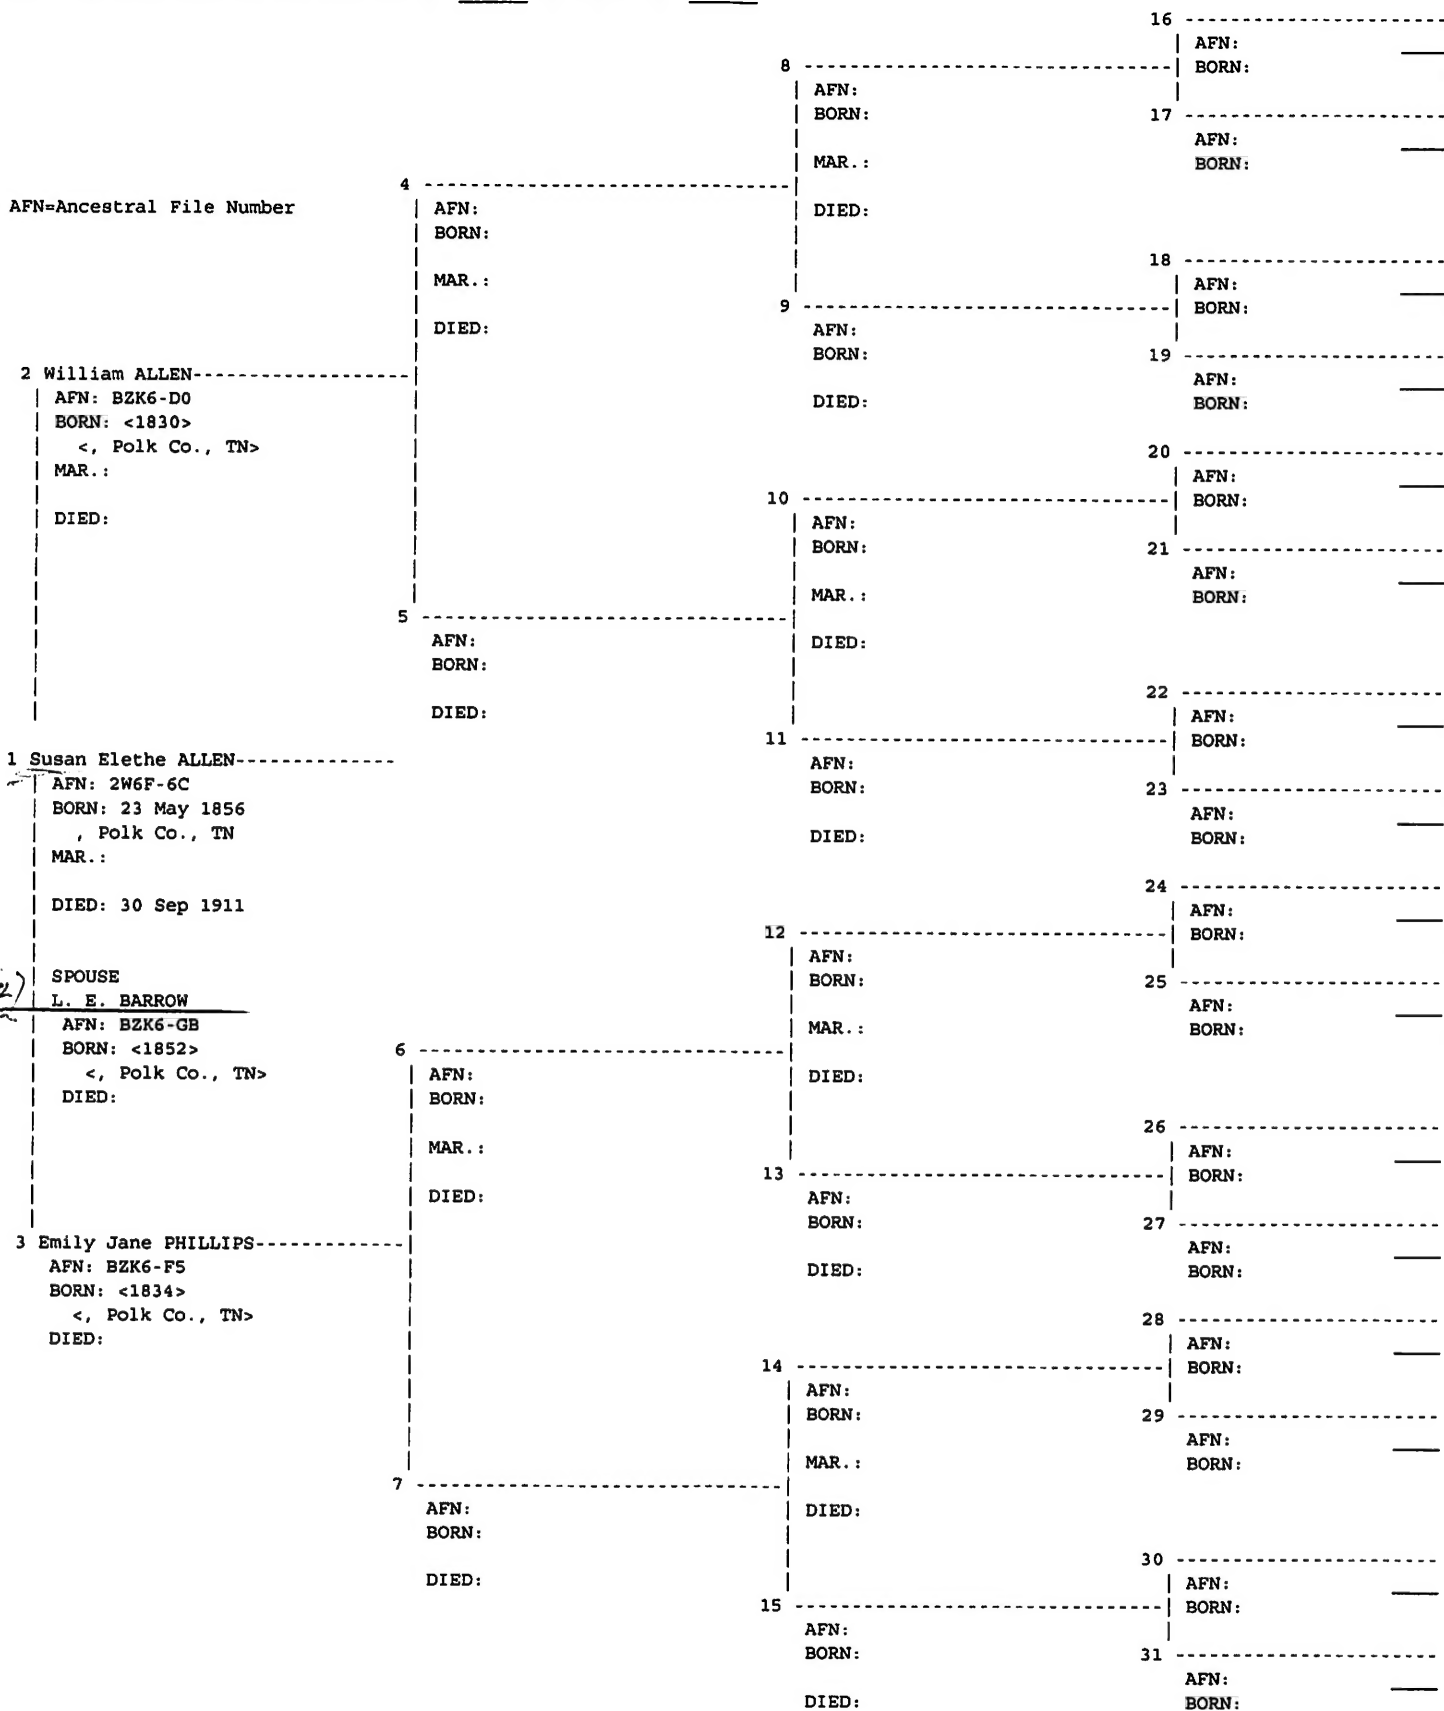 AFN=Ancestral File Number
2 William ALLEN
AFN: BZK6-D0
BORN: <1830>
<, Polk Co., TN>
MAR.:
DIED:
1 Susan Elethe ALLEN
AFN: 2W6F-6C
BORN: 23 May 1856
, Polk Co., TN
MAR.:
DIED: 30 Sep 1911
SPOUSE
L. E. BARROW
AFN: BZK6-GB
BORN: <1852>
<, Polk Co., TN>
DIED:
3 Emily Jane PHILLIPS
AFN: BZK6-F5
BORN: <1834>
<, Polk Co., TN>
DIED:
4
AFN:
BORN:
MAR.:
DIED:
5
AFN:
BORN:
DIED:
6
AFN:
BORN:
MAR.:
DIED:
7
AFN:
BORN:
DIED:
8
AFN:
BORN:
MAR.:
DIED:
9
AFN:
BORN:
DIED:
10
AFN:
BORN:
MAR.:
DIED:
11
AFN:
BORN:
DIED:
12
AFN:
BORN:
MAR.:
DIED:
13
AFN:
BORN:
DIED:
14
AFN:
BORN:
MAR.:
DIED:
15
AFN:
BORN:
DIED:
16
AFN:
BORN:
17
AFN:
BORN:
18
AFN:
BORN:
19
AFN:
BORN:
20
AFN:
BORN:
21
AFN:
BORN:
22
AFN:
BORN:
23
AFN:
BORN:
24
AFN:
BORN:
25
AFN:
BORN:
26
AFN:
BORN:
27
AFN:
BORN:
28
AFN:
BORN:
29
AFN:
BORN:
30
AFN:
BORN:
31
AFN:
BORN: